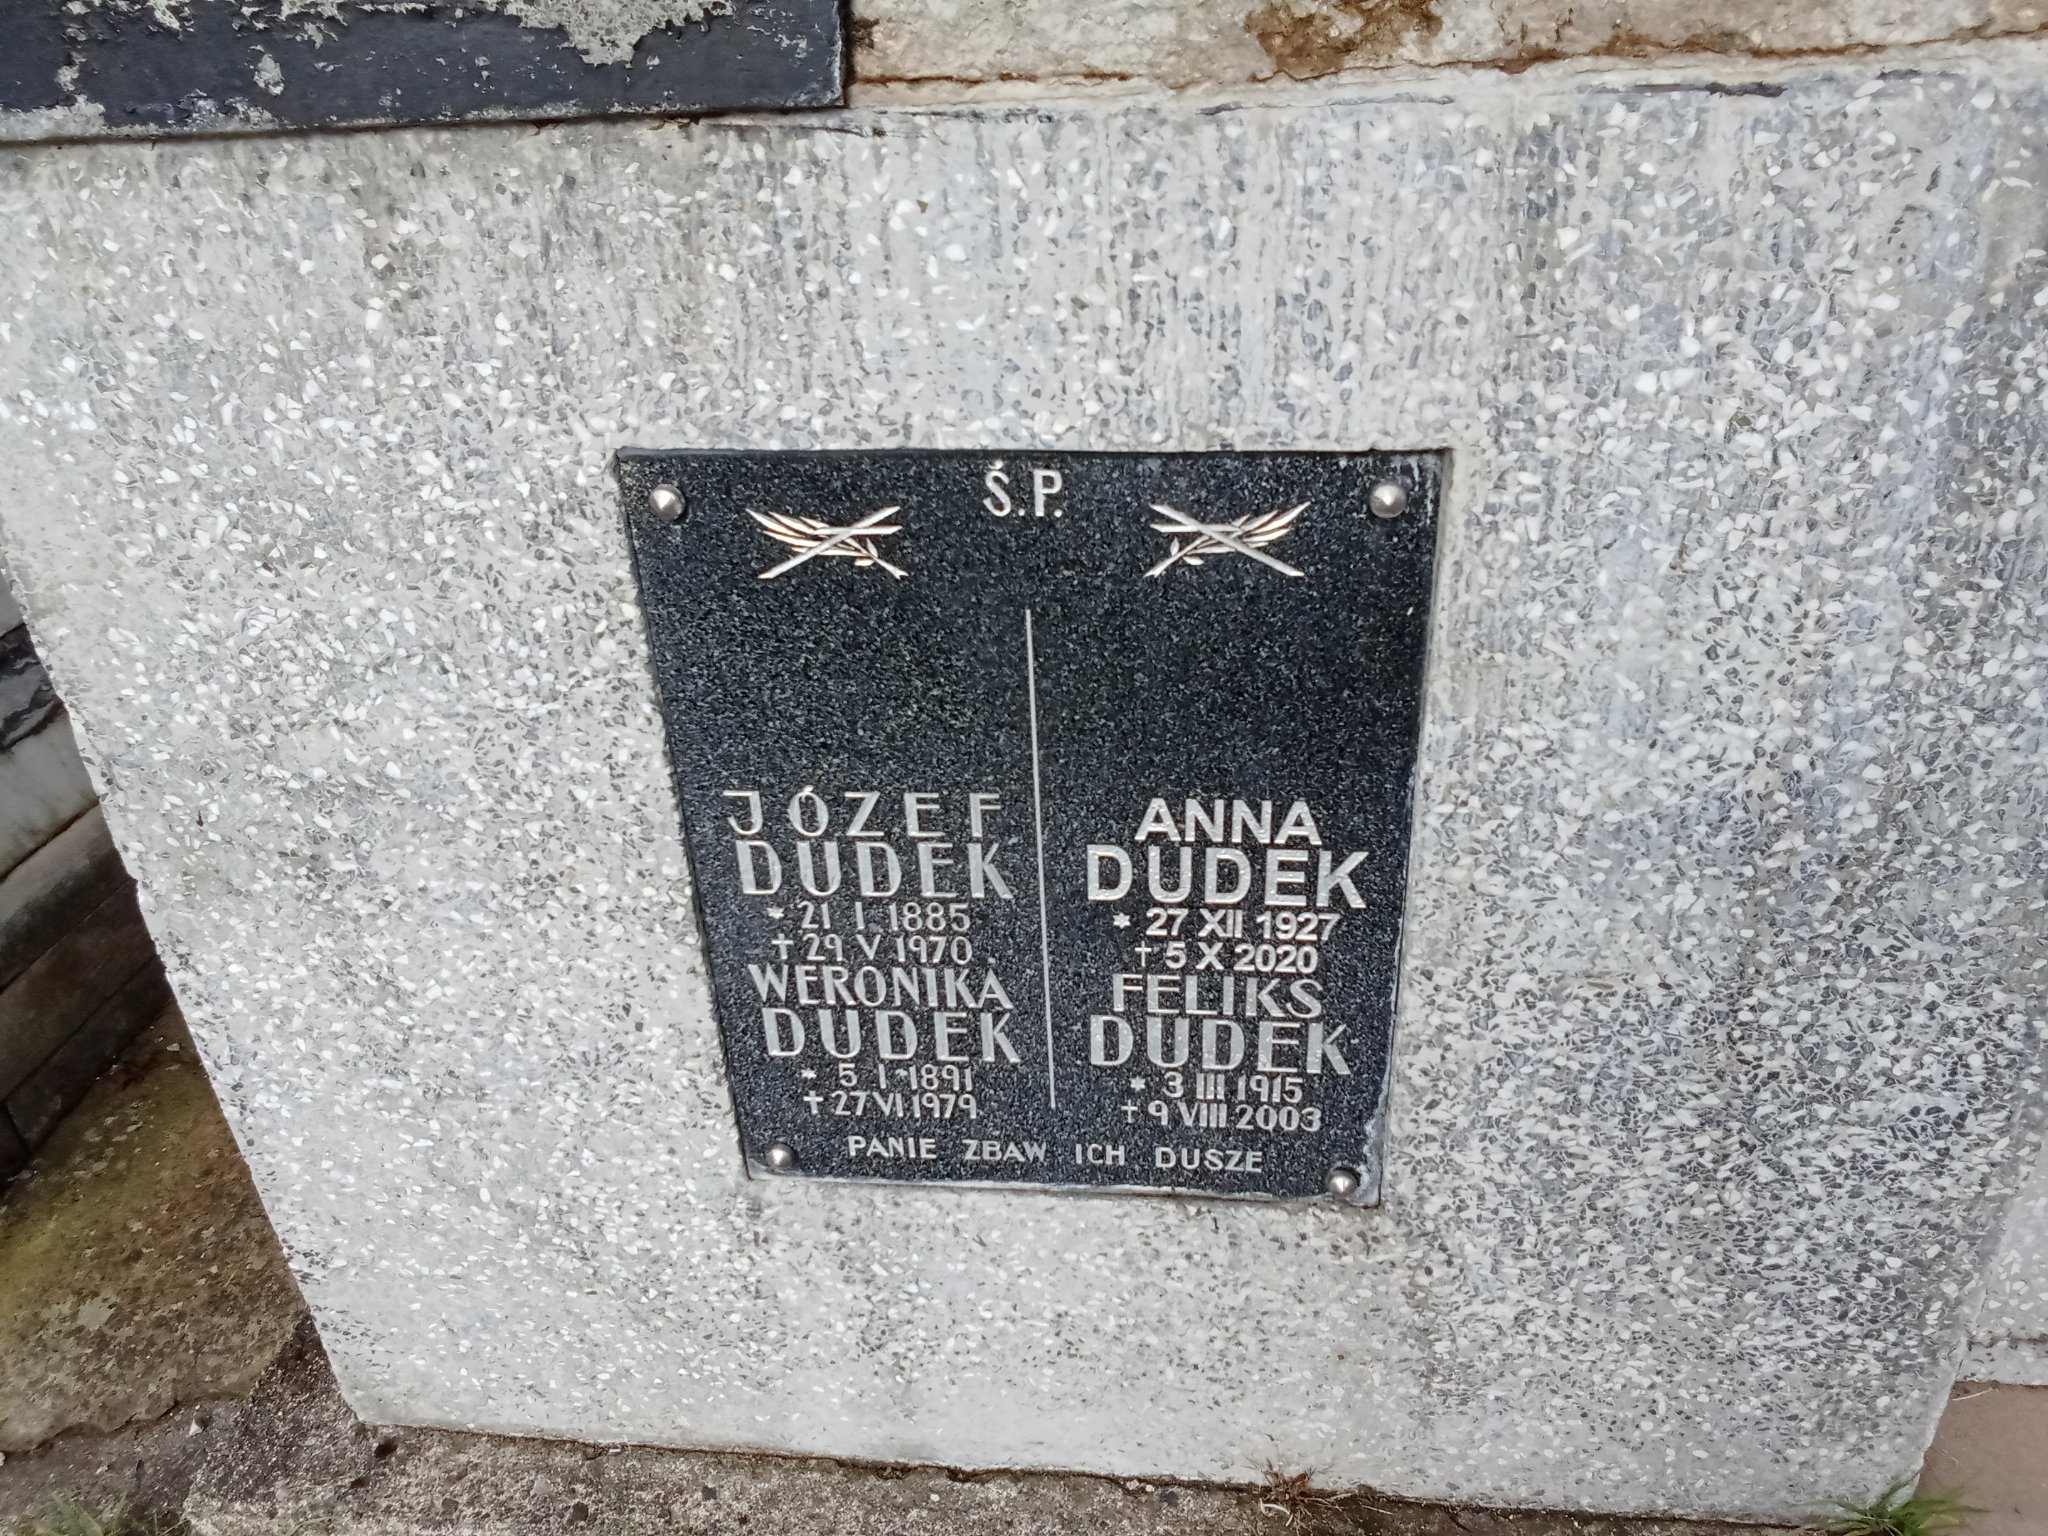 Ś.P.
JÓZEF
DUDEK
* 21 I 1885
† 29 V 1970
WERONIKA
DUDEK
* 5 I 1891
† 27 VI 1979
ANNA
DUDEK
* 27 XII 1927
† 5 X 2020
FELIKS
DUDEK
* 3 III 1915
† 9 VIII 2003
PANIE ZBAW ICH DUSZE